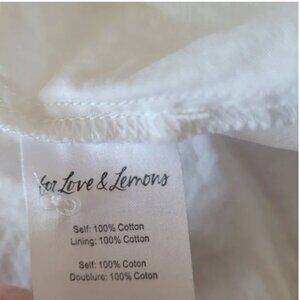 for Love & Lemons
Self: 100% Cotton
Lining: 100% Cotton
Self: 100% Coton
Doublure: 100% Coton